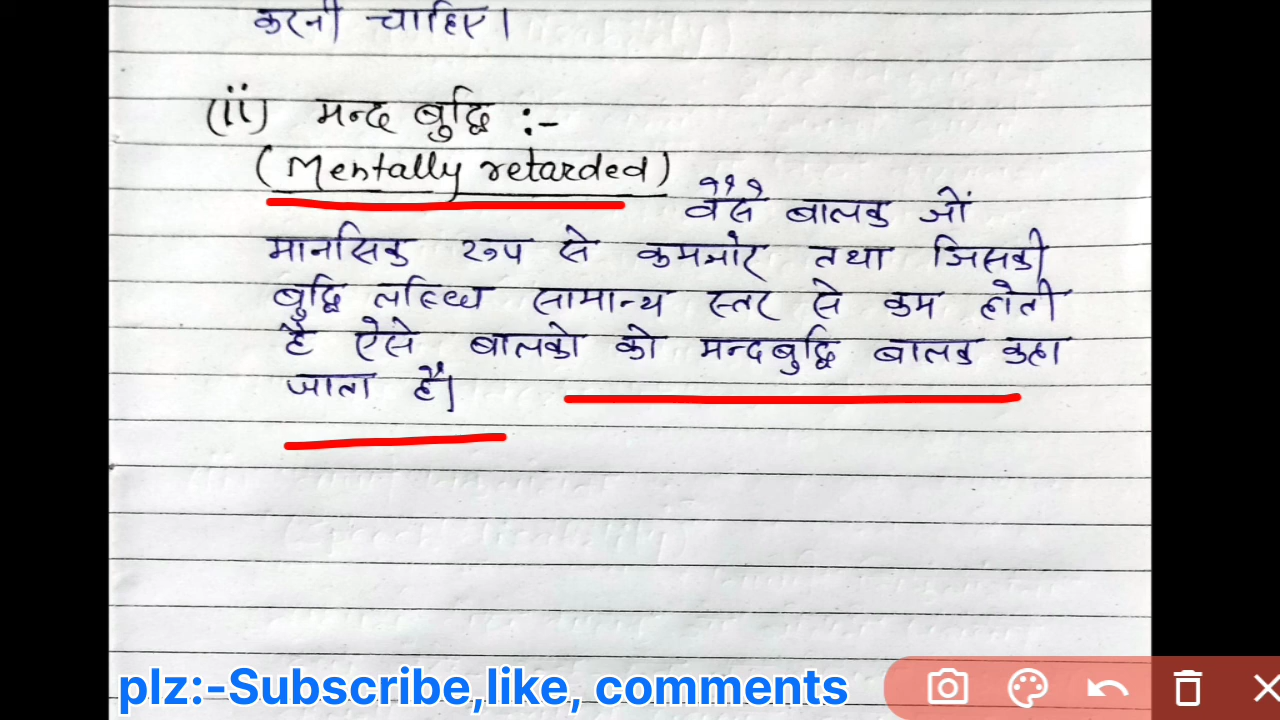 करनी चाहिए।
(ii) मन्द बुद्धि :-
(Mentally retarded)
वैसे बालक जों
मानसिक रूप से कमजोर तथा जिसकी
बुद्धि लब्धि सामान्य स्तर से कम होती
है ऐसे बालको को मन्दबुद्धि बालक कहा
जाता है।
plz:-Subscribe,like, comments